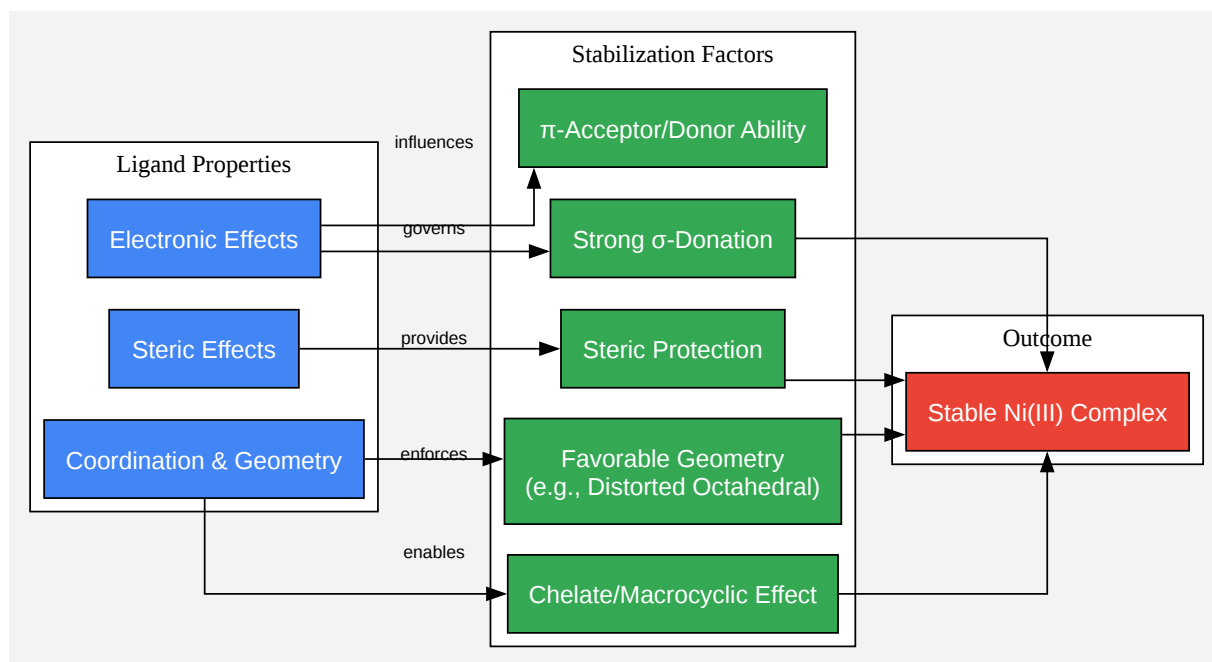 Ligand Properties
Electronic Effects
Steric Effects
Coordination & Geometry
influences
governs
provides
enforces
enables
Stabilization Factors
π-Acceptor/Donor Ability
Strong σ-Donation
Steric Protection
Favorable Geometry
(e.g., Distorted Octahedral)
Chelate/Macrocyclic Effect
Outcome
Stable Ni(III) Complex